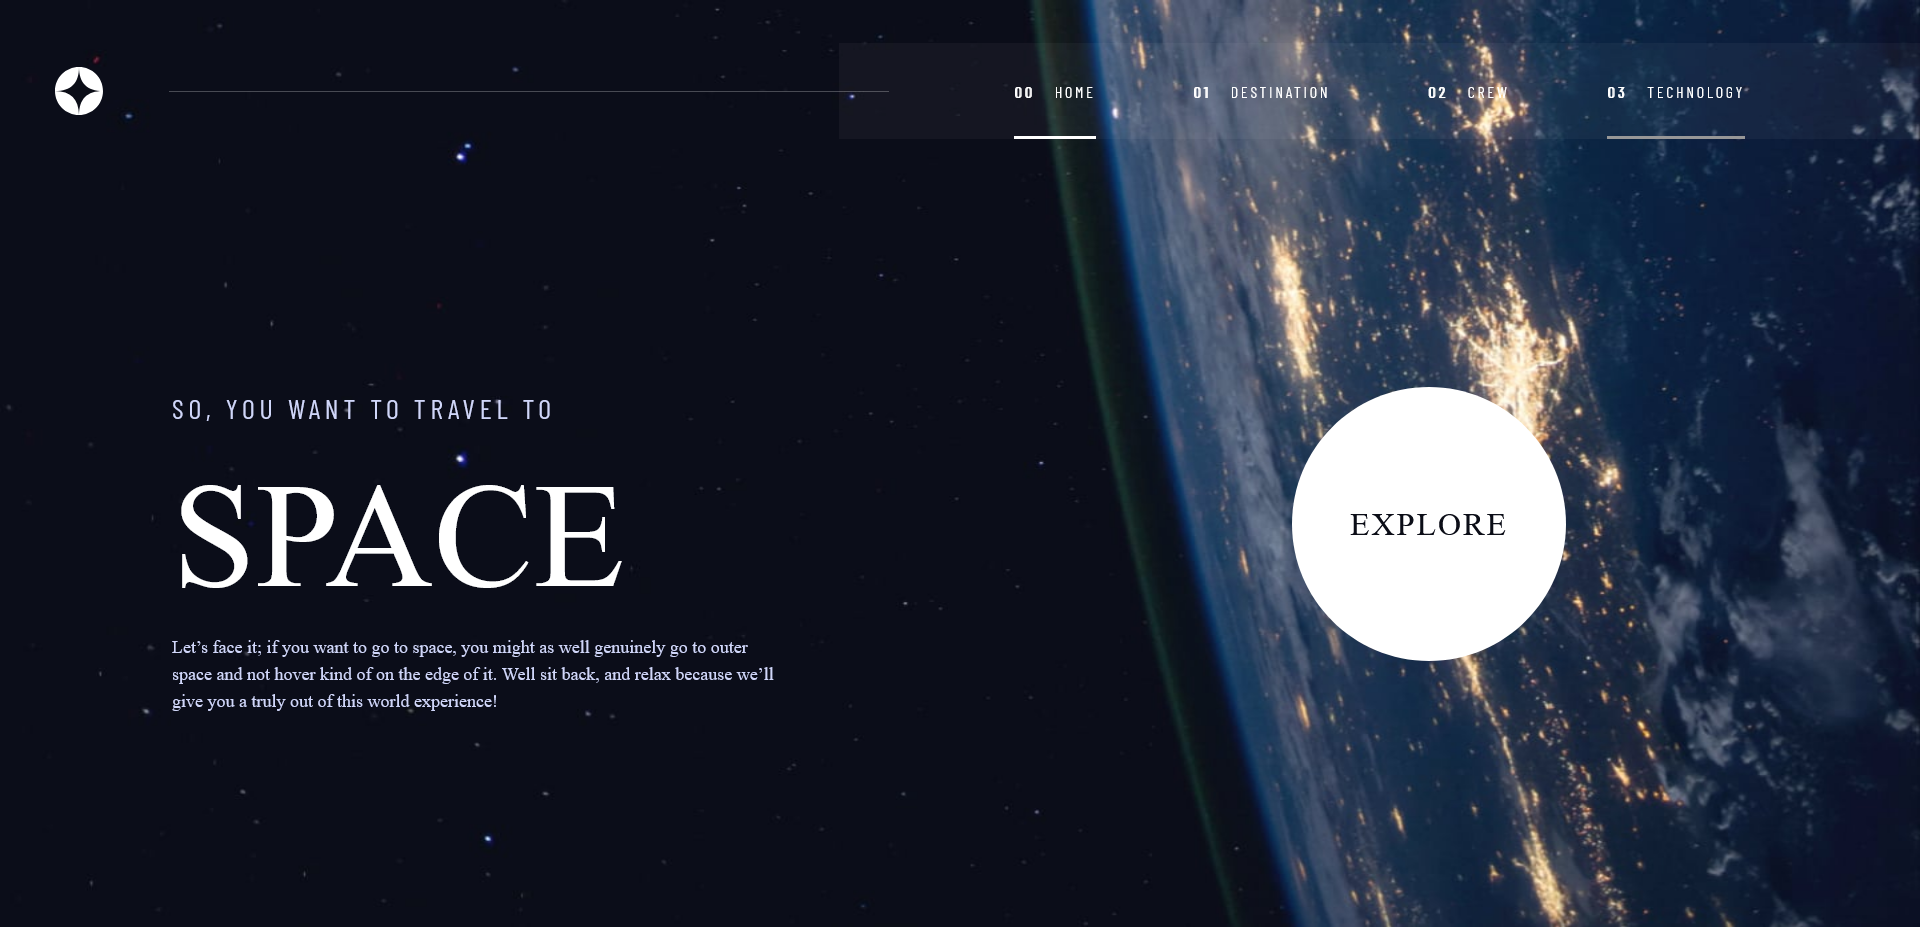 00 HOME 01 DESTINATION 02 CREW 03 TECHNOLOGY
SO, YOU WANT TO TRAVEL TO
SPACE
Let’s face it; if you want to go to space, you might as well genuinely go to outer
space and not hover kind of on the edge of it. Well sit back, and relax because we’ll
give you a truly out of this world experience!
EXPLORE